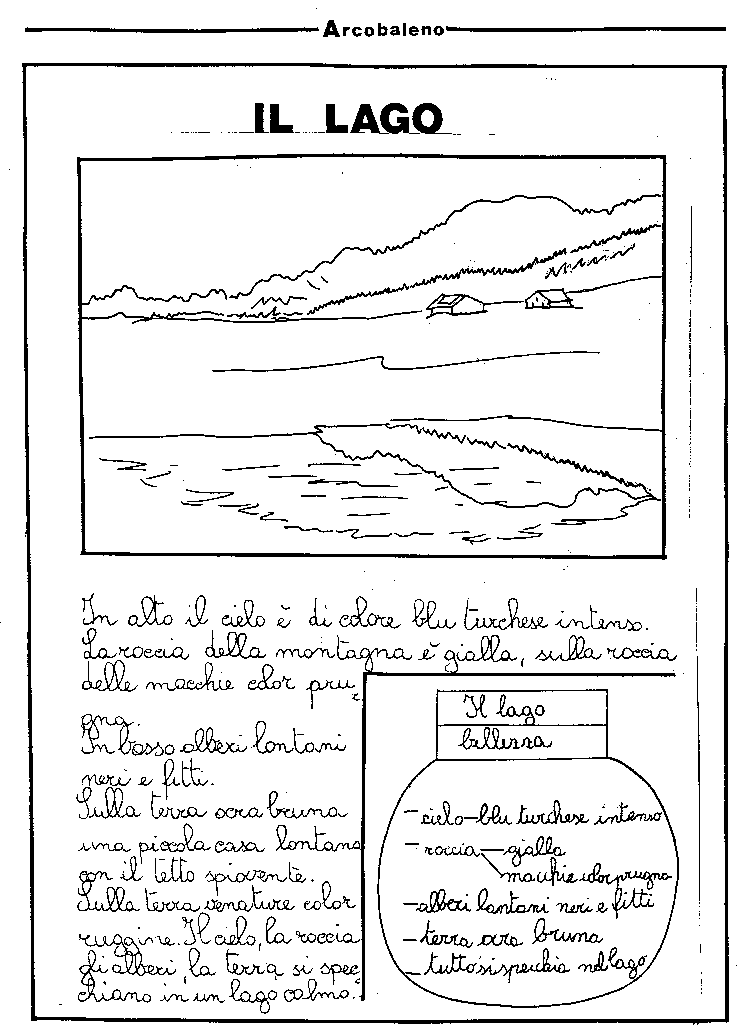 Arcobaleno
IL LAGO
In alto il cielo è di colore blu turchese intenso.
La roccia della montagna è gialla, sulla roccia
delle macchie color pru-
gna.
In basso alberi lontani
neri e fitti.
Sulla terra ocra bruna
una piccola casa lontana
con il tetto spiovente.
Sulla terra venature color
ruggine. Il cielo, la roccia
gli alberi, la terra si spec-
chiano in un lago calmo.
Il lago
bellezza
- cielo - blu turchese intenso
- roccia - gialla
macchie color prugna
- alberi lontani neri e fitti
- terra ocra bruna
- tutto si specchia nel lago